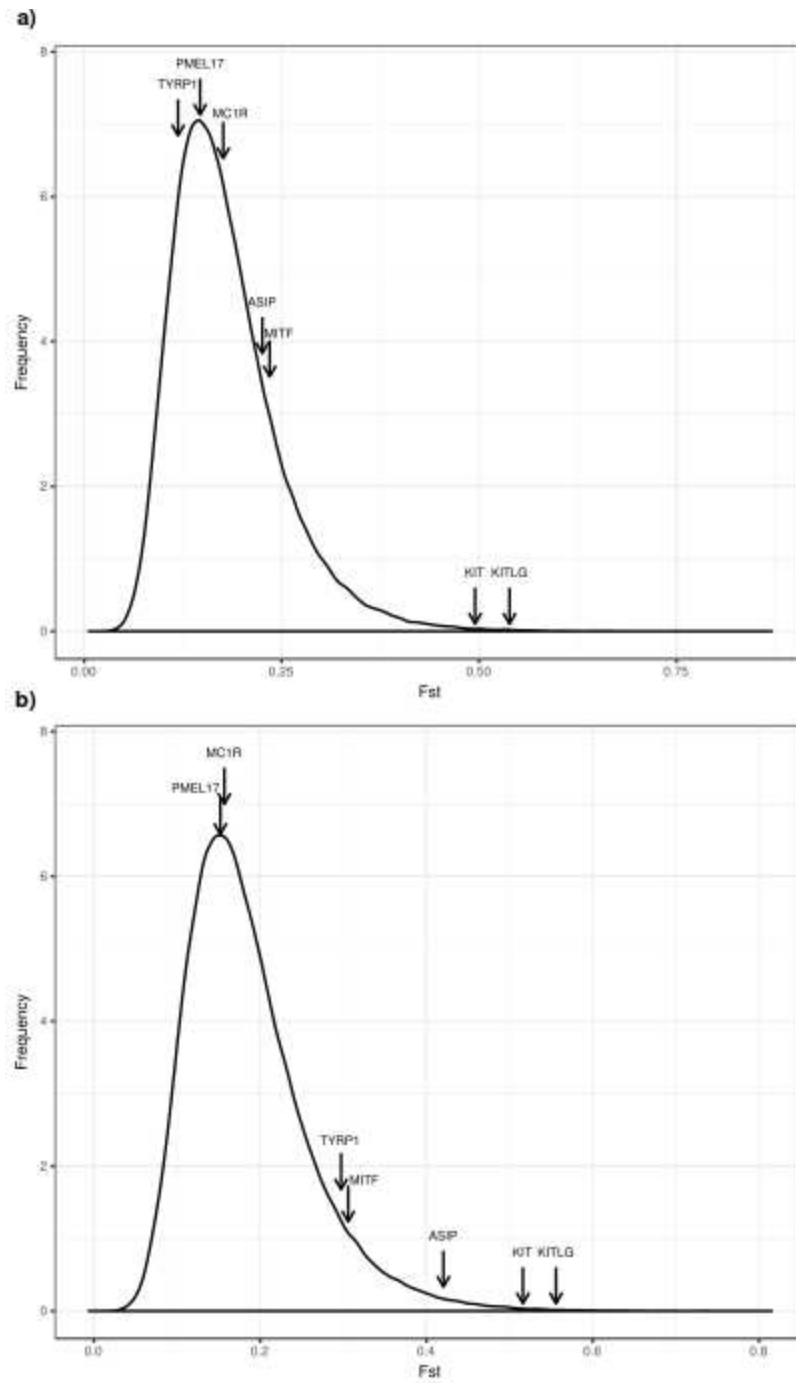 a)
8
PMEL17
TYRP1
MC1R
6
ASIP
4
MITF
Frequency
2
KIT KITLG
0
0.00 0.25 0.50 0.75
Fst
b)
8
MC1R
PMEL17
6
Frequency
4
2
TYRP1
MITF
ASIP
KIT KITLG
0
0.0 0.2 0.4 0.6 0.8
Fst